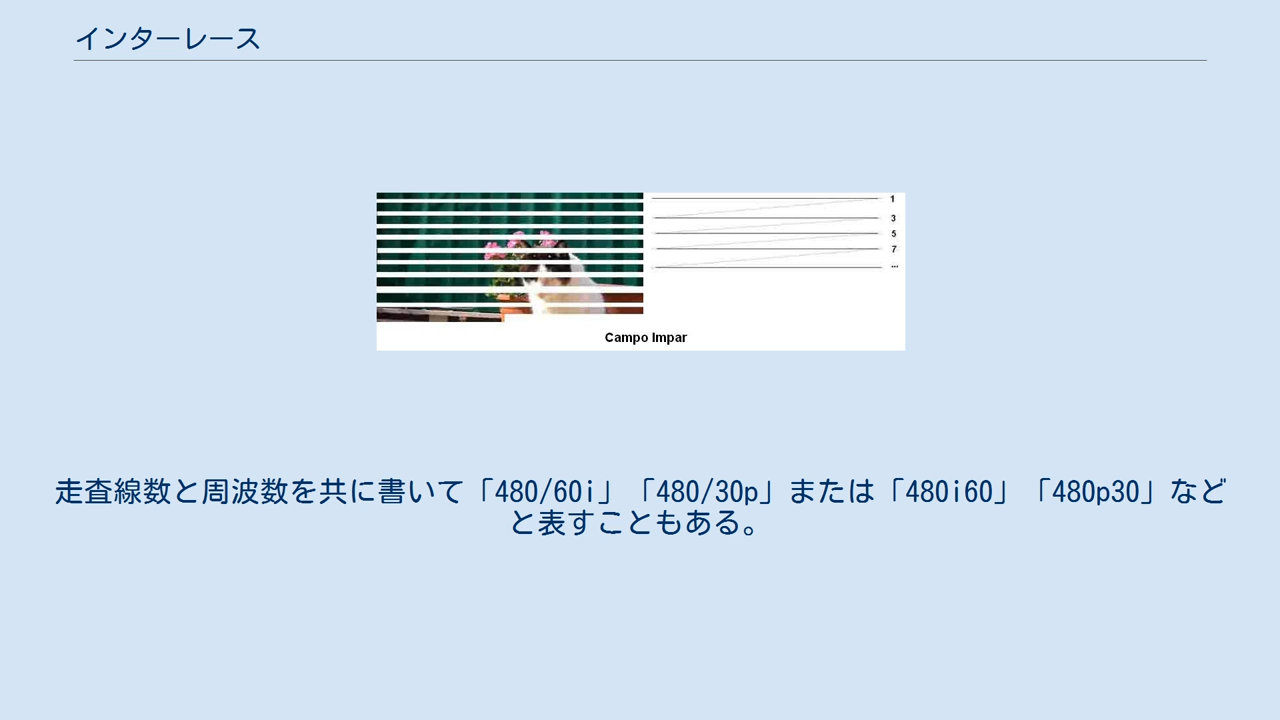 インターレース
1
3
5
7
...
Campo Impar
走査線数と周波数を共に書いて「480/60i」「480/30p」または「480i60」「480p30」など
と表すこともある。